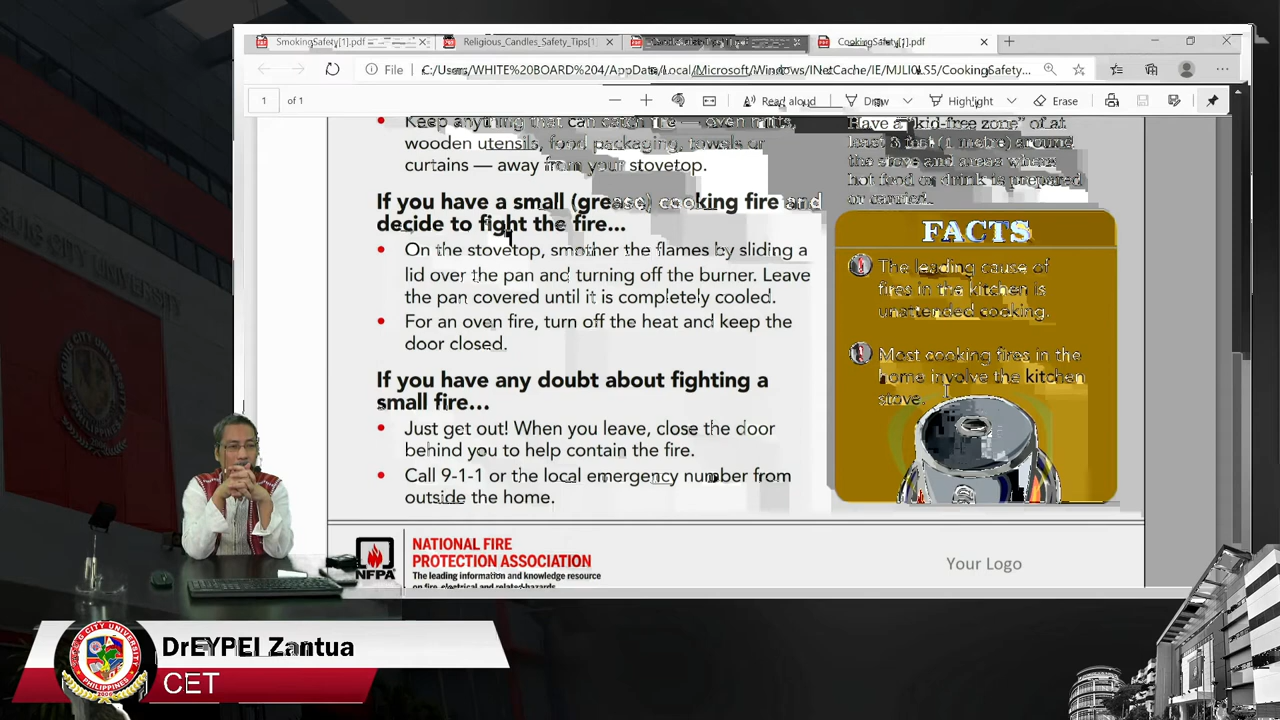 SmokingSafety[1].pdf
Religious_Candles_Safety_Tips[1]
CookingSafety[1].pdf
File
C:/Users/WHITE%20BOARD%204/AppData/Local/Microsoft/Windows/INetCache/IE/MJLI0LS5/CookingSafety...
1 of 1
Read aloud
Draw
Highlight
Erase
Keep anything that can catch fire — oven mitts,
wooden utensils, food packaging, towels or
curtains — away from your stovetop.
If you have a small (grease) cooking fire and
decide to fight the fire...
• On the stovetop, smother the flames by sliding a
lid over the pan and turning off the burner. Leave
the pan covered until it is completely cooled.
• For an oven fire, turn off the heat and keep the
door closed.
If you have any doubt about fighting a
small fire...
• Just get out! When you leave, close the door
behind you to help contain the fire.
• Call 9-1-1 or the local emergency number from
outside the home.
Have a "kid-free zone" of at
least 3 feet (1 metre) around
the stove and areas where
hot food or drink is prepared
or carried.
FACTS
The leading cause of
fires in the kitchen is
unattended cooking.
Most cooking fires in the
home involve the kitchen
stove.
NFPA
NATIONAL FIRE
PROTECTION ASSOCIATION
The leading information and knowledge resource
on fire, electrical and related hazards
Your Logo
DrEYPEI Zantua
CET